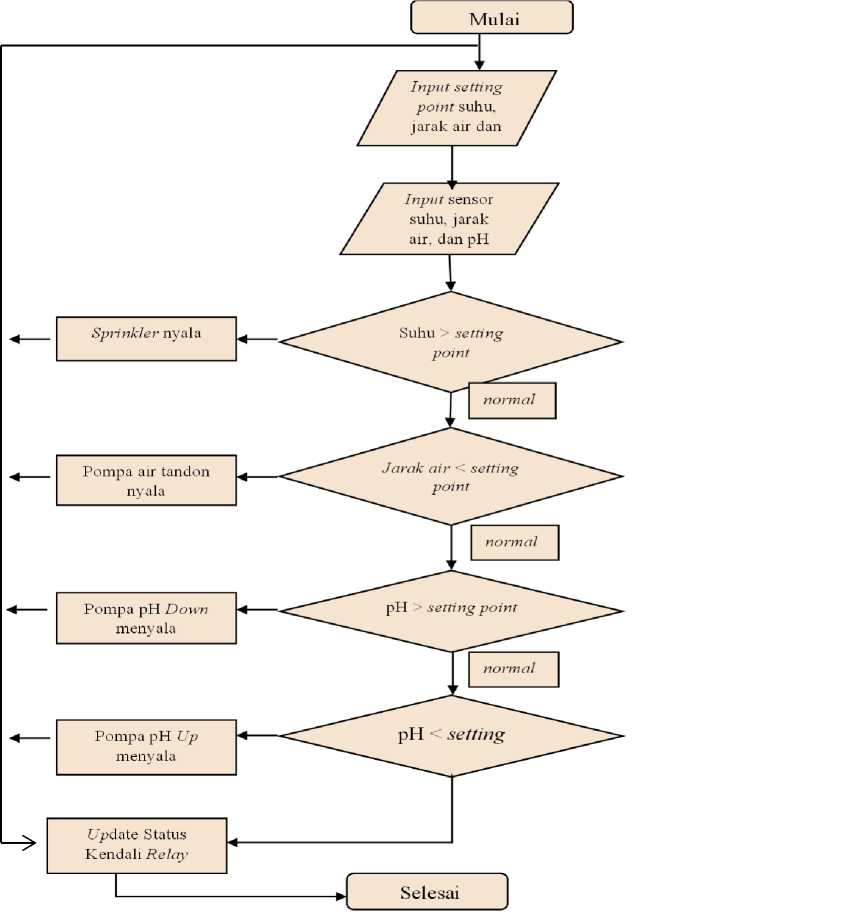 Mulai
Input setting
point suhu,
jarak air dan
Input sensor
suhu, jarak
air, dan pH
Suhu > setting
point
Sprinkler nyala
normal
Jarak air < setting
point
Pompa air tandon
nyala
normal
pH > setting point
Pompa pH Down
menyala
normal
pH < setting
Pompa pH Up
menyala
Update Status
Kendali Relay
Selesai